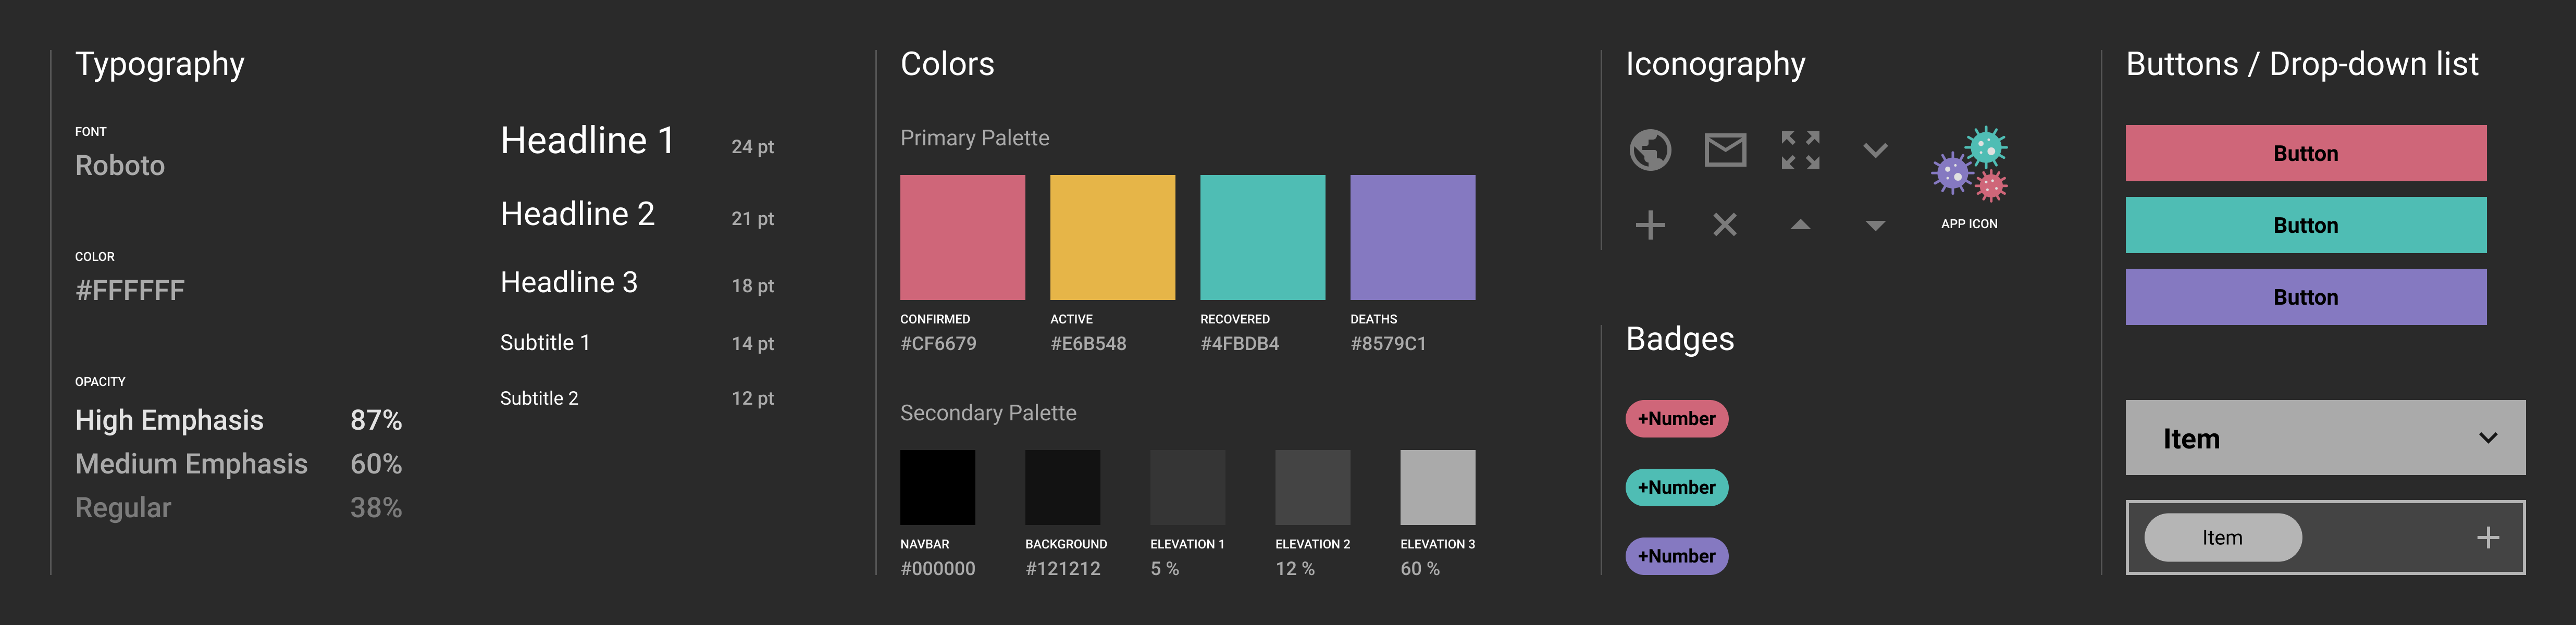 Typography
FONT
Roboto
COLOR
#FFFFFF
OPACITY
High Emphasis 87%
Medium Emphasis 60%
Regular 38%
Headline 1 24 pt
Headline 2 21 pt
Headline 3 18 pt
Subtitle 1 14 pt
Subtitle 2 12 pt
Colors
Primary Palette
CONFIRMED
#CF6679
ACTIVE
#E6B548
RECOVERED
#4FBDB4
DEATHS
#8579C1
Secondary Palette
NAVBAR
#000000
BACKGROUND
#121212
ELEVATION 1
5 %
ELEVATION 2
12 %
ELEVATION 3
60 %
Iconography
APP ICON
Badges
+Number
+Number
+Number
Buttons / Drop-down list
Button
Button
Button
Item
Item